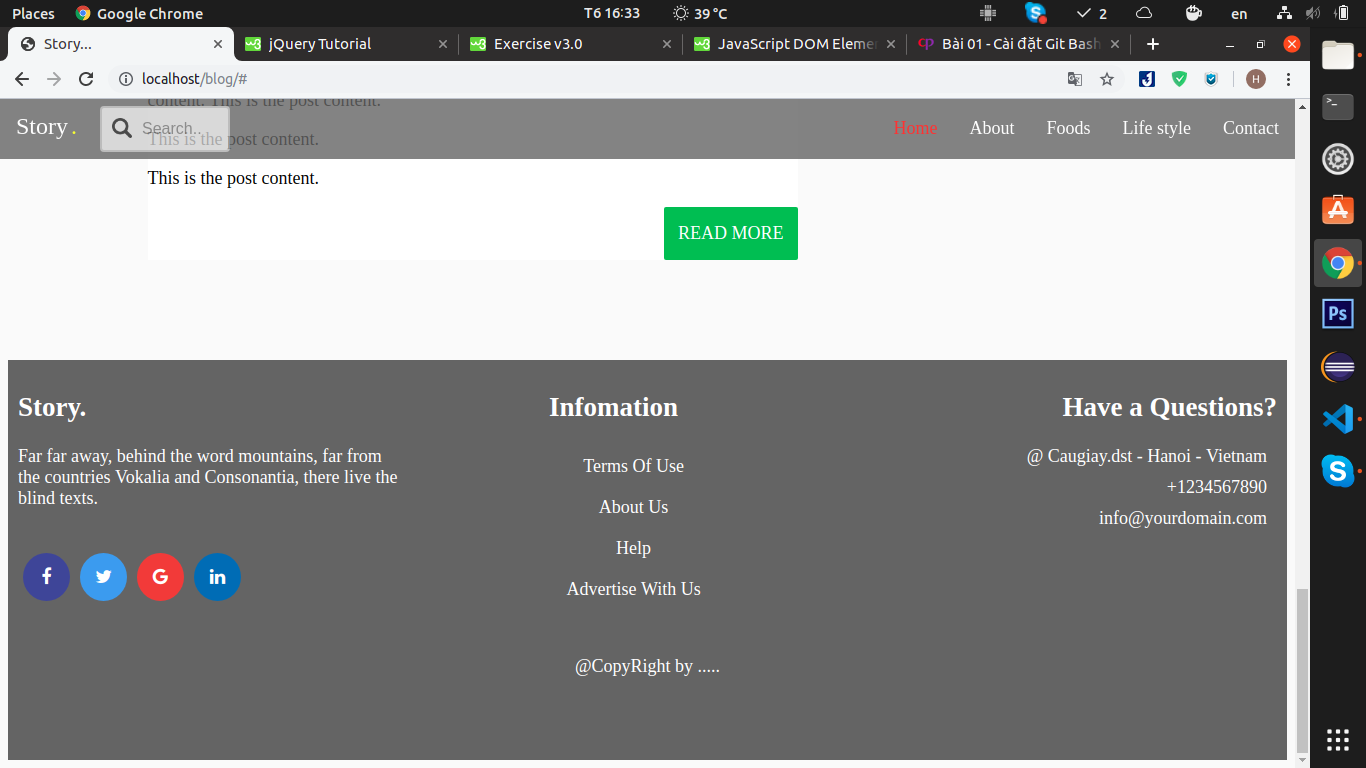 Places Google Chrome T6 16:33 39 °C 2 en
Story... jQuery Tutorial Exercise v3.0 JavaScript DOM Eleme Bài 01 - Cài đặt Git Bash
localhost/blog/# H
content. This is the post content.
Story. Search.. Home About Foods Life style Contact
This is the post content.
This is the post content.
READ MORE
Story.
Far far away, behind the word mountains, far from
the countries Vokalia and Consonantia, there live the
blind texts.
f G in
Infomation
Terms Of Use
About Us
Help
Advertise With Us
Have a Questions?
@ Caugiay.dst - Hanoi - Vietnam
+1234567890
info@yourdomain.com
@CopyRight by .....
Ps